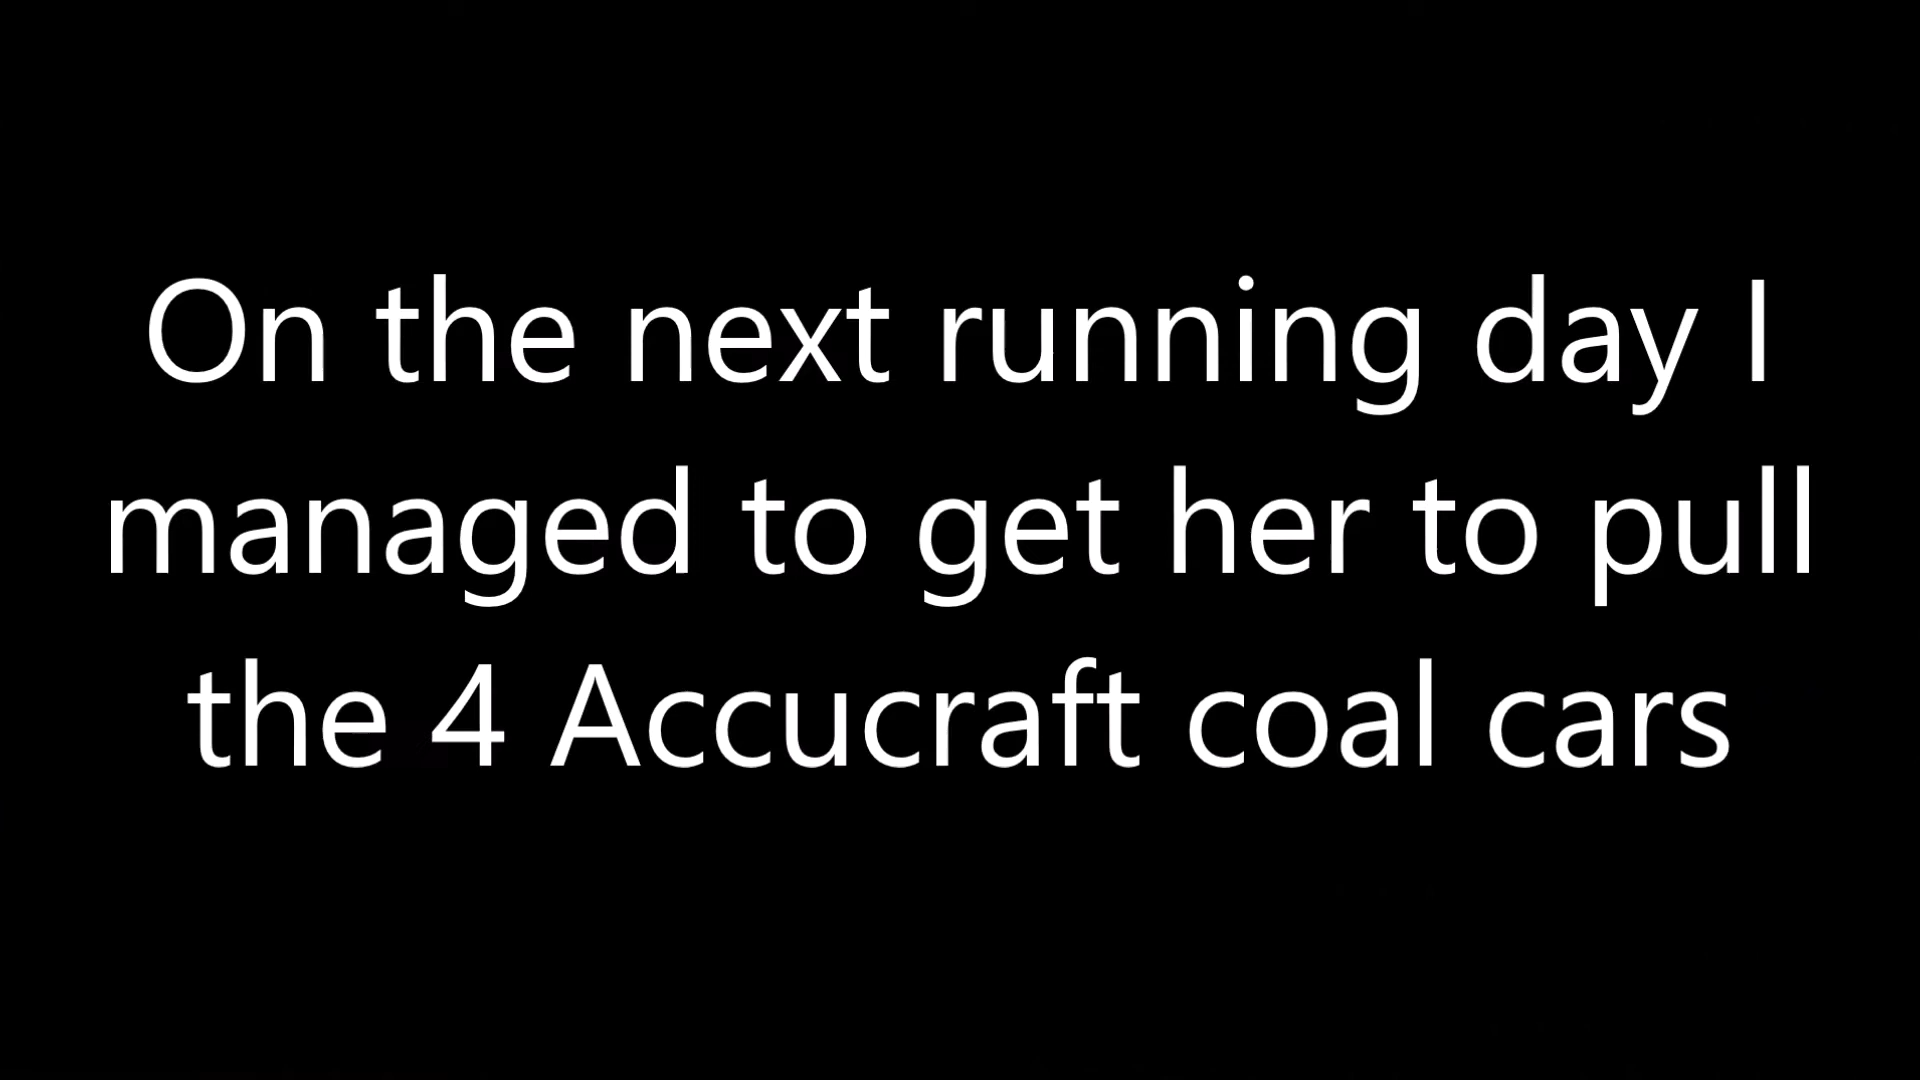 On the next running day I
managed to get her to pull
the 4 Accucraft coal cars